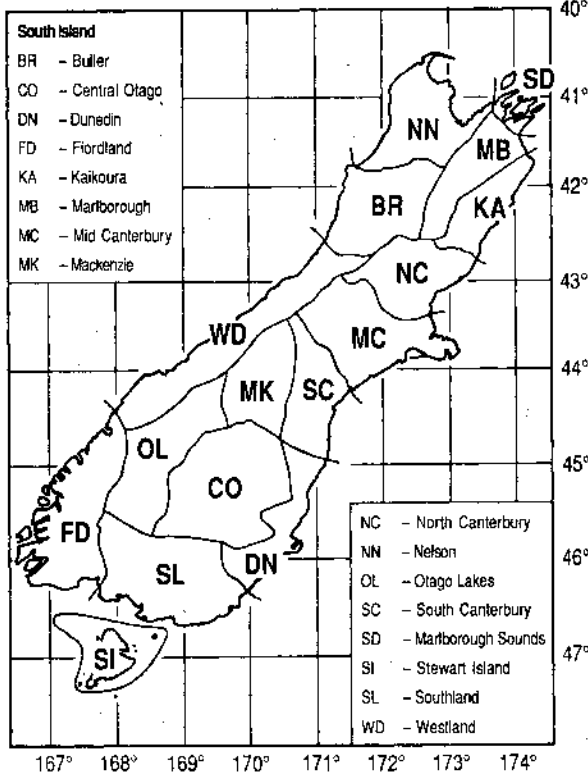 South Island
BR – Buller
CO – Central Otago
DN – Dunedin
FD – Fiordland
KA – Kaikoura
MB – Marlborough
MC – Mid Canterbury
MK – Mackenzie
NC – North Canterbury
NN – Nelson
OL – Otago Lakes
SC – South Canterbury
SD – Marlborough Sounds
SI – Stewart Island
SL – Southland
WD – Westland
SD
NN
MB
BR
KA
NC
WD
MC
MK
SC
OL
CO
FD
DN
SL
SI
40°
41°
42°
43°
44°
45°
46°
47°
167° 168° 169° 170° 171° 172° 173° 174°